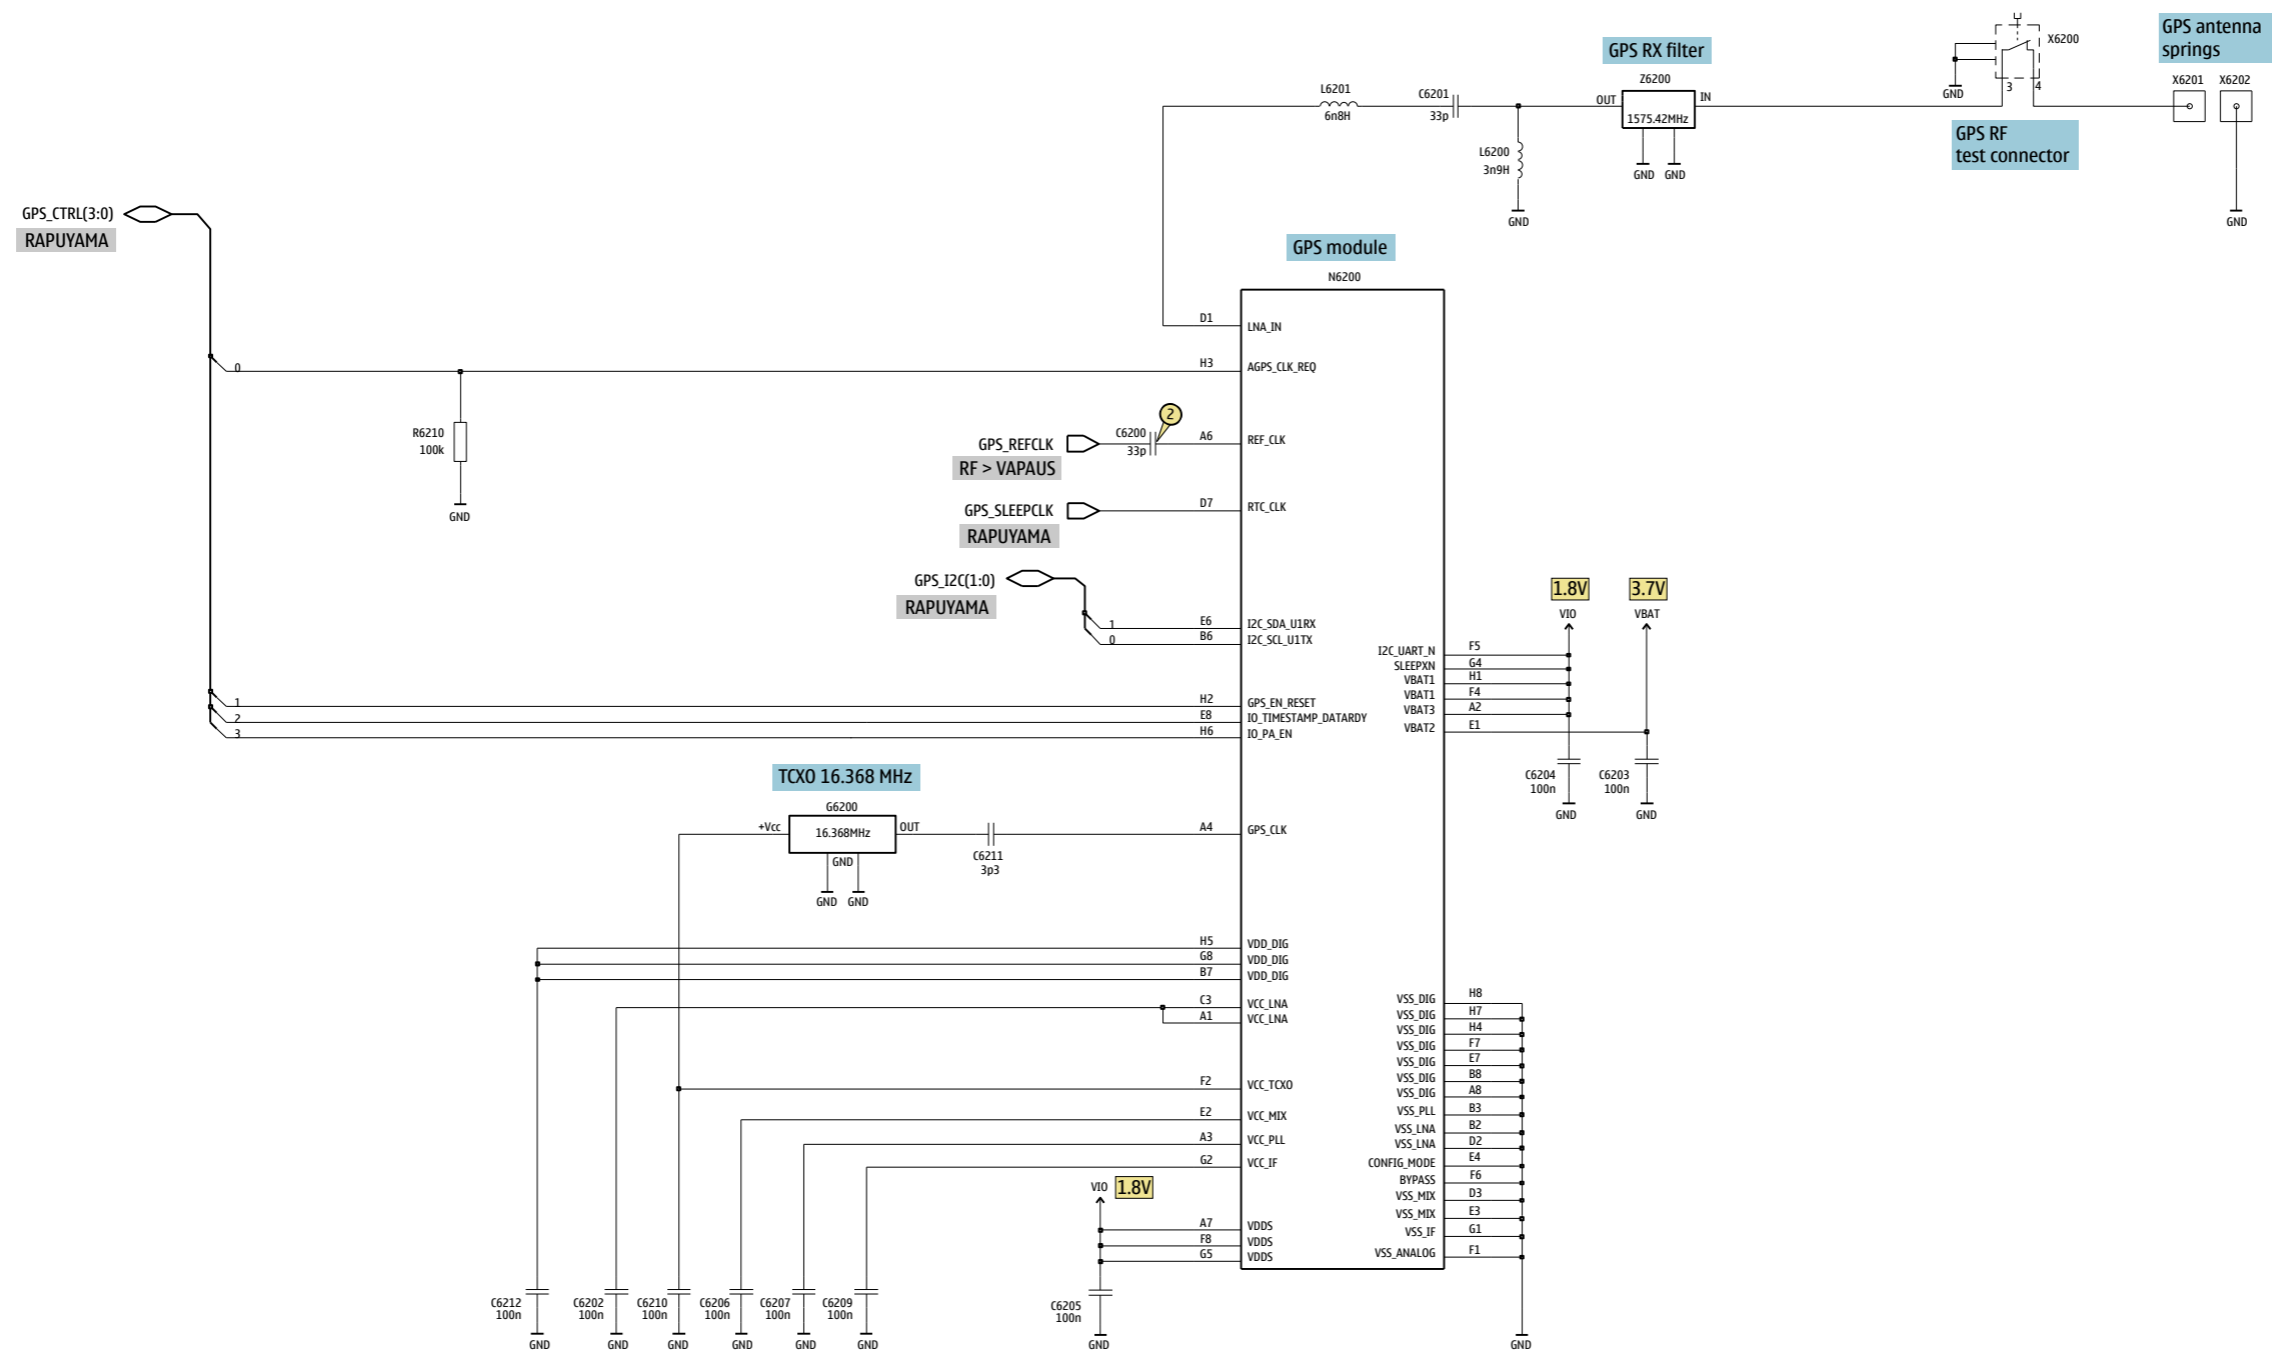 GPS antenna
springs
X6200
GPS RX filter
Z6200
X6201
X6202
L6201
6n8H
C6201
33p
OUT
IN
1575.42MHz
GND
3
4
GPS RF
test connector
L6200
3n9H
GND
GND
GND
GND
GPS_CTRL(3:0)
RAPUYAMA
GPS module
N6200
D1
LNA_IN
0
H3
AGPS_CLK_REQ
R6210
100k
GND
2
GPS_REFCLK
RF > VAPAUS
C6200
33p
A6
REF_CLK
GPS_SLEEPCLK
RAPUYAMA
D7
RTC_CLK
GPS_I2C(1:0)
RAPUYAMA
1
E6
I2C_SDA_U1RX
0
B6
I2C_SCL_U1TX
1.8V
3.7V
VIO
VBAT
I2C_UART_N
F5
SLEEPXN
G4
VBAT1
H1
VBAT1
F4
VBAT3
A2
VBAT2
E1
C6204
100n
C6203
100n
GND
GND
1
H2
GPS_EN_RESET
2
E8
IO_TIMESTAMP_DATARDY
3
H6
IO_PA_EN
TCXO 16.368 MHz
G6200
+Vcc
16.368MHz
OUT
GND
GND
GND
C6211
3p3
A4
GPS_CLK
H5
VDD_DIG
G8
VDD_DIG
B7
VDD_DIG
C3
VCC_LNA
A1
VCC_LNA
F2
VCC_TCXO
E2
VCC_MIX
A3
VCC_PLL
G2
VCC_IF
VIO
1.8V
A7
VDDS
F8
VDDS
G5
VDDS
VSS_DIG
H8
VSS_DIG
H7
VSS_DIG
H4
VSS_DIG
F7
VSS_DIG
E7
VSS_DIG
B8
VSS_DIG
A8
VSS_PLL
B3
VSS_LNA
B2
VSS_LNA
D2
CONFIG_MODE
E4
BYPASS
F6
VSS_MIX
D3
VSS_MIX
E3
VSS_IF
G1
VSS_ANALOG
F1
C6212
100n
C6202
100n
C6210
100n
C6206
100n
C6207
100n
C6209
100n
C6205
100n
GND
GND
GND
GND
GND
GND
GND
GND